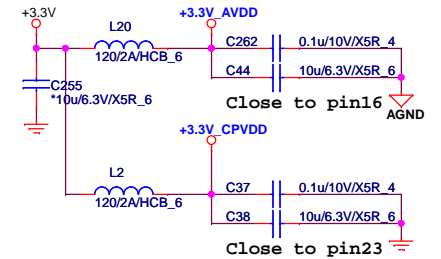 +3.3V
L20
120/2A/HCB_6
+3.3V_AVDD
C262
0.1u/10V/X5R_4
C44
10u/6.3V/X5R_6
C255
*10u/6.3V/X5R_6
Close to pin16
AGND
+3.3V_CPVDD
L2
120/2A/HCB_6
C37
0.1u/10V/X5R_4
C38
10u/6.3V/X5R_6
Close to pin23